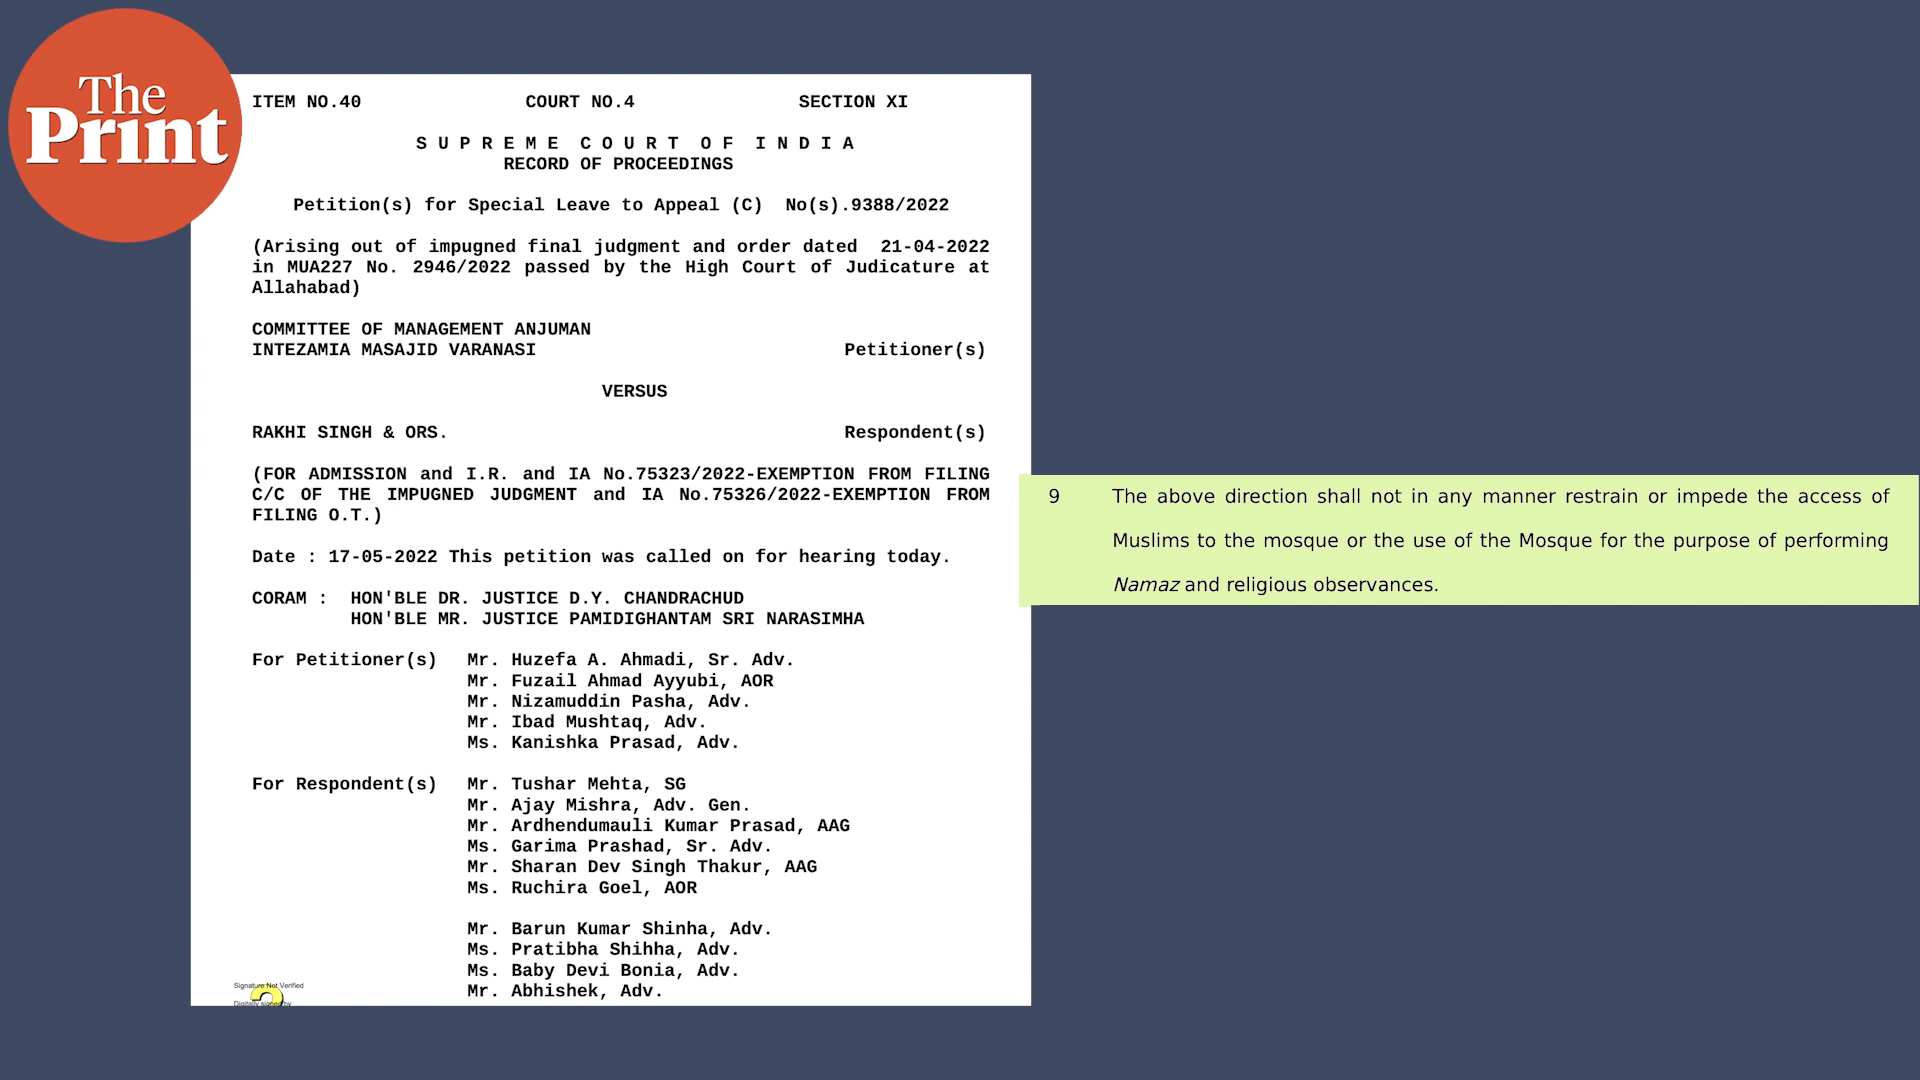 The
Print
ITEM NO.40 COURT NO.4 SECTION XI
S U P R E M E C O U R T O F I N D I A
RECORD OF PROCEEDINGS
Petition(s) for Special Leave to Appeal (C) No(s).9388/2022
(Arising out of impugned final judgment and order dated 21-04-2022
in MUA227 No. 2946/2022 passed by the High Court of Judicature at
Allahabad)
COMMITTEE OF MANAGEMENT ANJUMAN
INTEZAMIA MASAJID VARANASI Petitioner(s)
VERSUS
RAKHI SINGH & ORS. Respondent(s)
(FOR ADMISSION and I.R. and IA No.75323/2022-EXEMPTION FROM FILING
C/C OF THE IMPUGNED JUDGMENT and IA No.75326/2022-EXEMPTION FROM
FILING O.T.)
Date : 17-05-2022 This petition was called on for hearing today.
CORAM : HON'BLE DR. JUSTICE D.Y. CHANDRACHUD
HON'BLE MR. JUSTICE PAMIDIGHANTAM SRI NARASIMHA
For Petitioner(s) Mr. Huzefa A. Ahmadi, Sr. Adv.
Mr. Fuzail Ahmad Ayyubi, AOR
Mr. Nizamuddin Pasha, Adv.
Mr. Ibad Mushtaq, Adv.
Ms. Kanishka Prasad, Adv.
For Respondent(s) Mr. Tushar Mehta, SG
Mr. Ajay Mishra, Adv. Gen.
Mr. Ardhendumauli Kumar Prasad, AAG
Ms. Garima Prashad, Sr. Adv.
Mr. Sharan Dev Singh Thakur, AAG
Ms. Ruchira Goel, AOR
Mr. Barun Kumar Shinha, Adv.
Ms. Pratibha Shihha, Adv.
Ms. Baby Devi Bonia, Adv.
Mr. Abhishek, Adv.
Signature Not Verified
Digitally signed by
9 The above direction shall not in any manner restrain or impede the access of
Muslims to the mosque or the use of the Mosque for the purpose of performing
Namaz and religious observances.